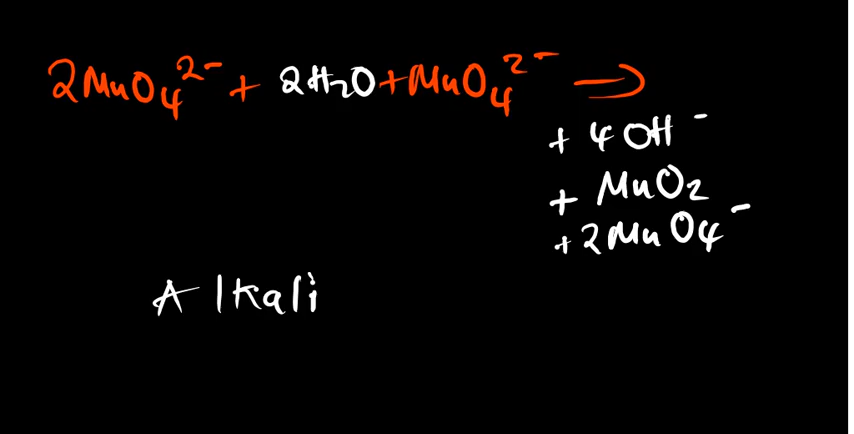 2MnO4^2- + 2H2O + MnO4^2- →
+ 4OH^-
+ MnO2
+ 2MnO4^-
Alkali